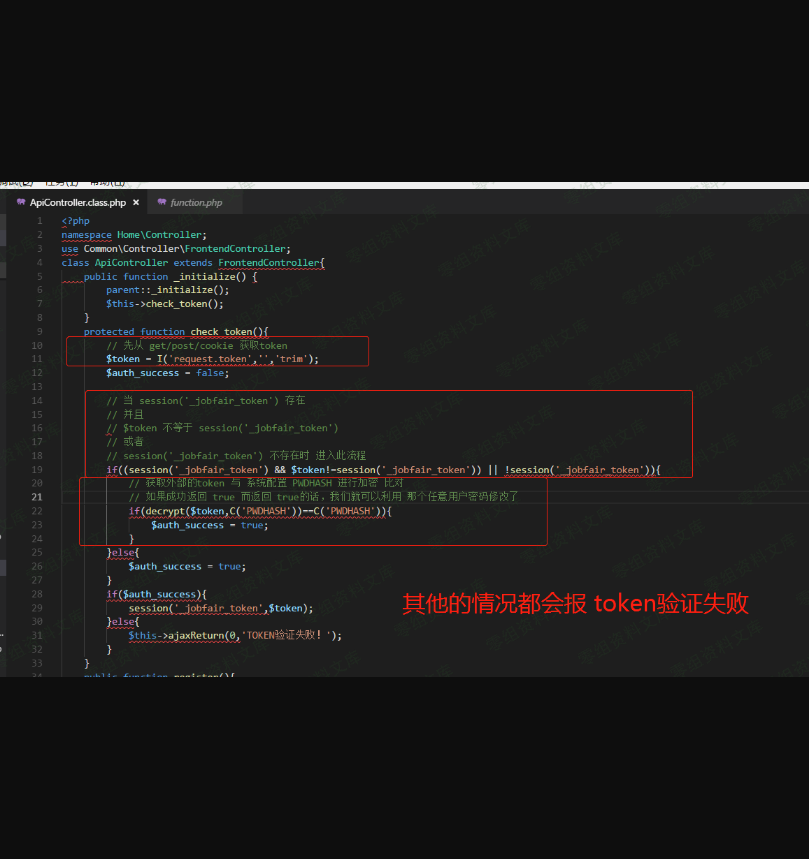 任务(T) 帮助(H)
ApiController.class.php × function.php
1 <?php
2 namespace Home\Controller;
3 use Common\Controller\FrontendController;
4 class ApiController extends FrontendController{
5 public function _initialize() {
6 parent::_initialize();
7 $this->check_token();
8 }
9 protected function check_token(){
10 // 先从 get/post/cookie 获取token
11 $token = I('request.token','','trim');
12 $auth_success = false;
13
14 // 当 session('_jobfair_token') 存在
15 // 并且
16 // $token 不等于 session('_jobfair_token')
17 // 或者
18 // session('_jobfair_token') 不存在时 进入此流程
19 if((session('_jobfair_token') && $token!=session('_jobfair_token')) || !session('_jobfair_token')){
20 // 获取外部的token 与 系统配置 PWDHASH 进行加密 比对
21 // 如果成功返回 true 而返回 true的话，我们就可以利用 那个任意用户密码修改了
22 if(decrypt($token,C('PWDHASH'))==C('PWDHASH')){
23 $auth_success = true;
24 }
25 }else{
26 $auth_success = true;
27 }
28 if($auth_success){
29 session('_jobfair_token',$token);
30 }else{
31 $this->ajaxReturn(0,'TOKEN验证失败！');
32 }
33 }
34 public function register(){
其他的情况都会报 token验证失败
零组资料文库